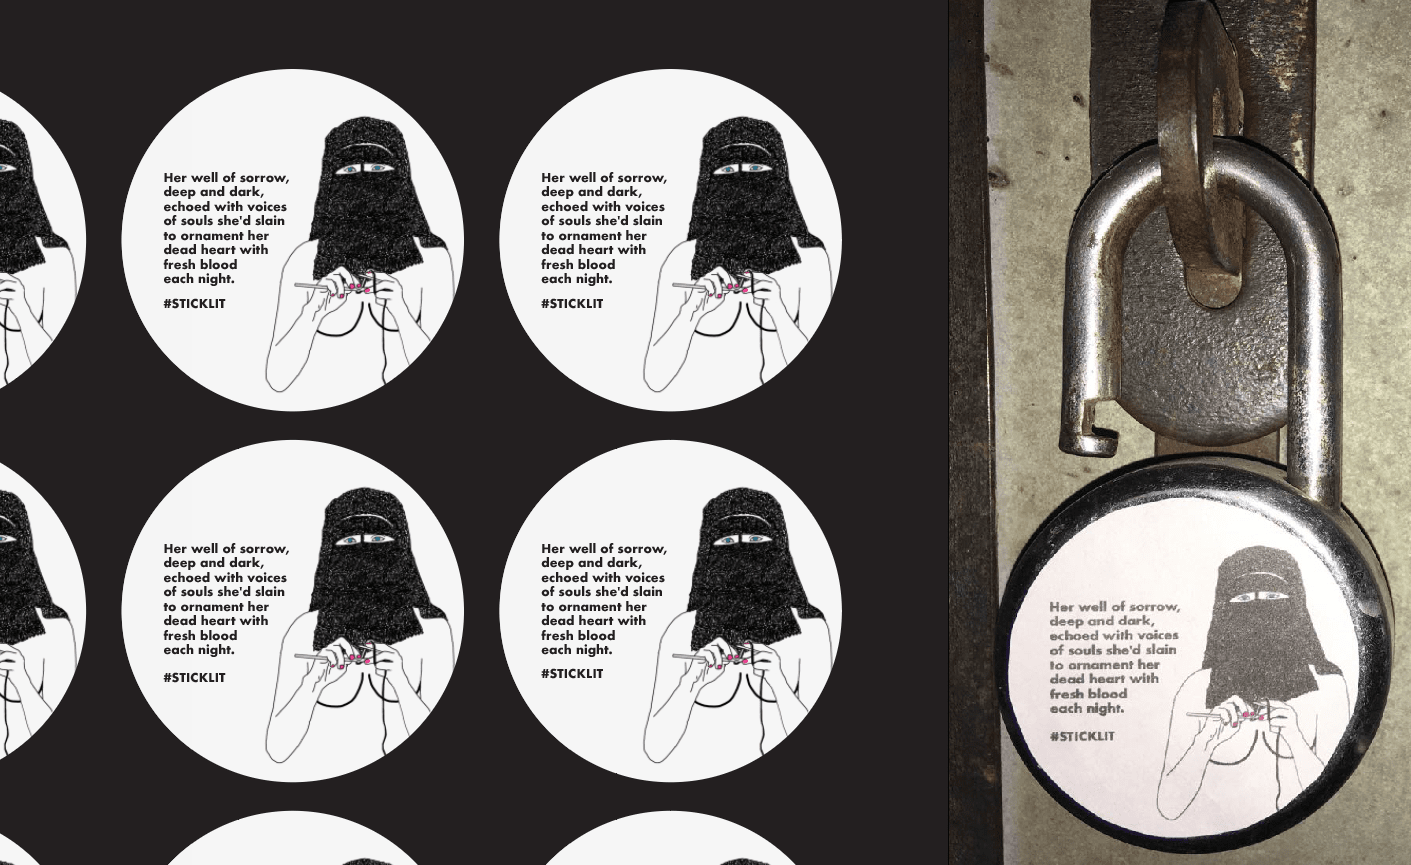 Her well of sorrow,
deep and dark,
echoed with voices
of souls she'd slain
to ornament her
dead heart with
fresh blood
each night.
#STICKLIT
Her well of sorrow,
deep and dark,
echoed with voices
of souls she'd slain
to ornament her
dead heart with
fresh blood
each night.
#STICKLIT
Her well of sorrow,
deep and dark,
echoed with voices
of souls she'd slain
to ornament her
dead heart with
fresh blood
each night.
#STICKLIT
Her well of sorrow,
deep and dark,
echoed with voices
of souls she'd slain
to ornament her
dead heart with
fresh blood
each night.
#STICKLIT
Her well of sorrow,
deep and dark,
echoed with voices
of souls she'd slain
to ornament her
dead heart with
fresh blood
each night.
#STICKLIT